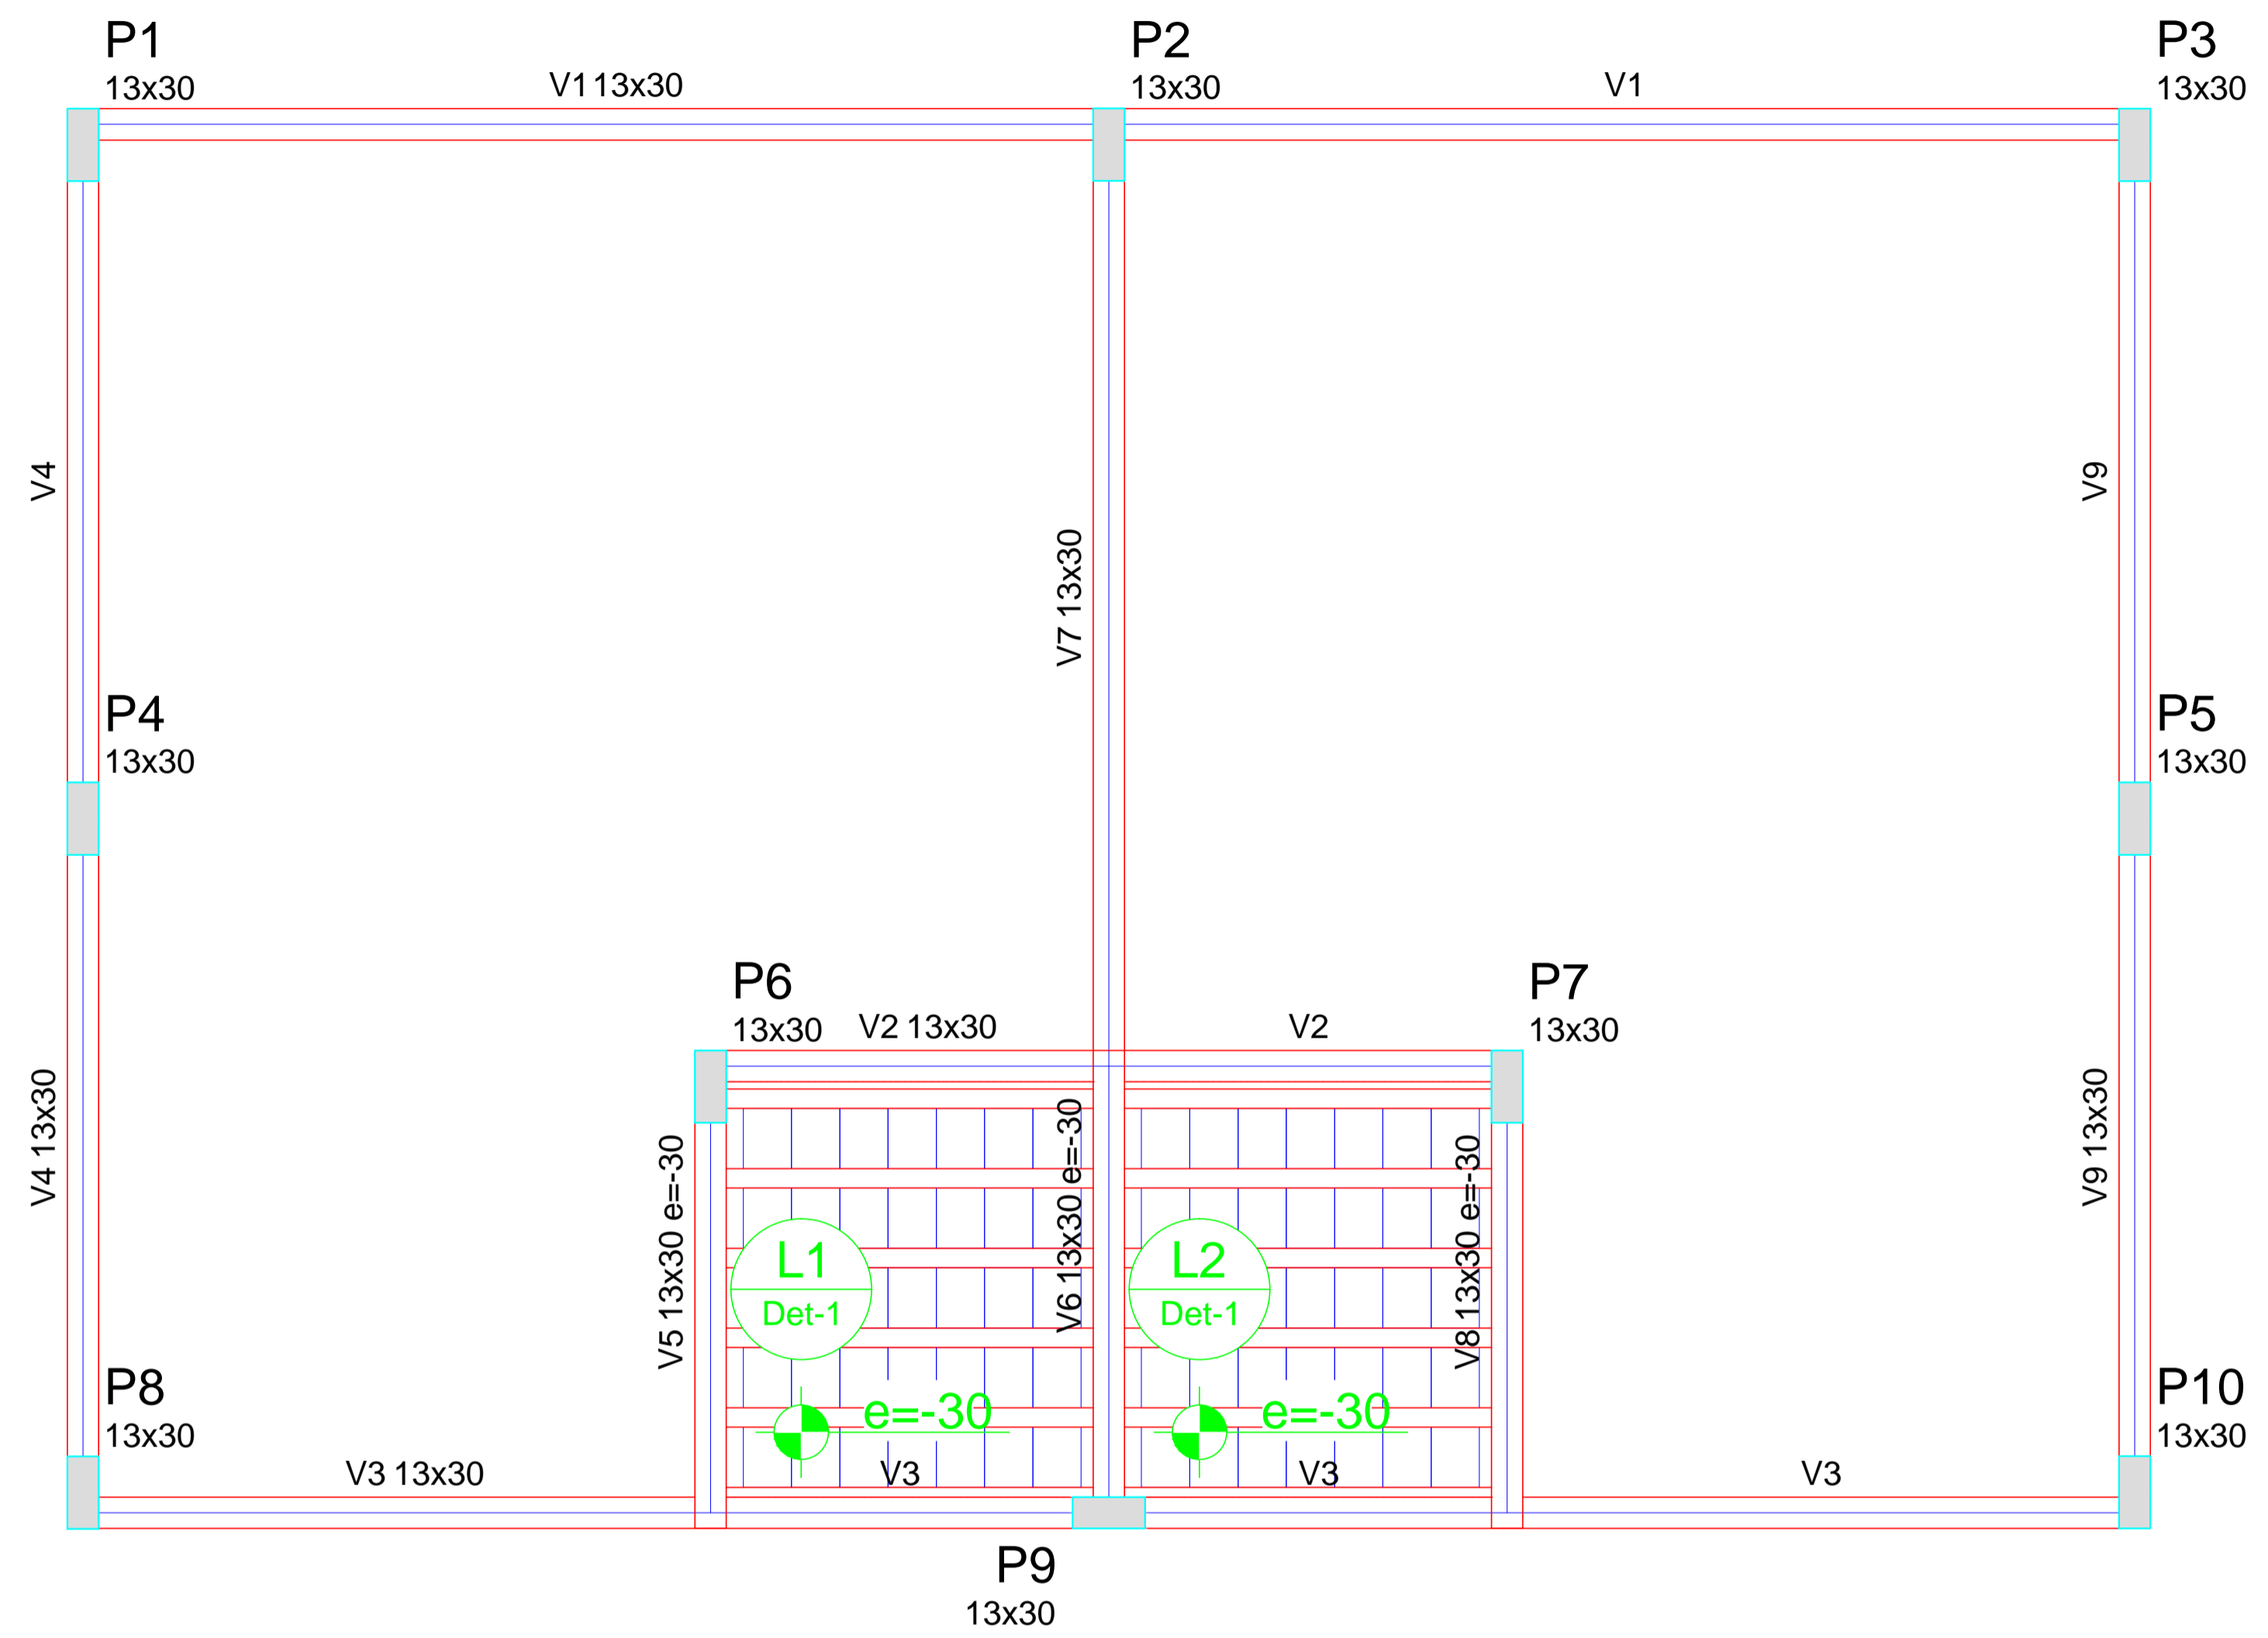 P1
13x30
V1 13x30
P2
13x30
V1
P3
13x30
V4
V9
V7 13x30
P4
13x30
P5
13x30
P6
13x30
V2 13x30
V2
P7
13x30
V4 13x30
V5 13x30 e=-30
V6 13x30 e=-30
V8 13x30 e=-30
V9 13x30
L1
Det-1
L2
Det-1
e=-30
e=-30
P8
13x30
V3 13x30
V3
V3
V3
P10
13x30
P9
13x30